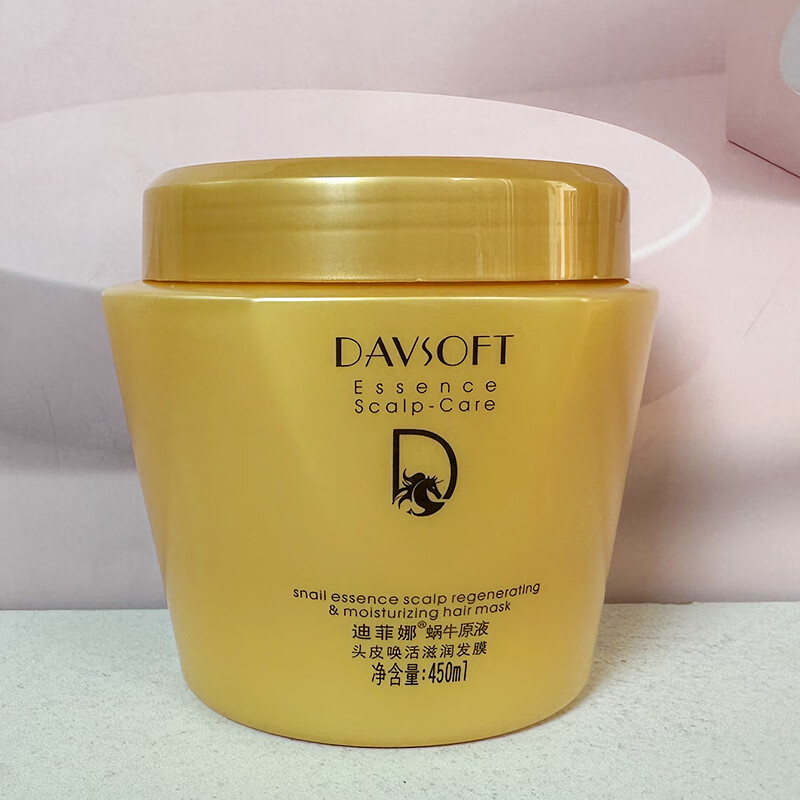 DAVSOFT
Essence
Scalp-Care
D
snail essence scalp regenerating
& moisturizing hair mask
迪菲娜®蜗牛原液
头皮唤活滋润发膜
净含量:450ml